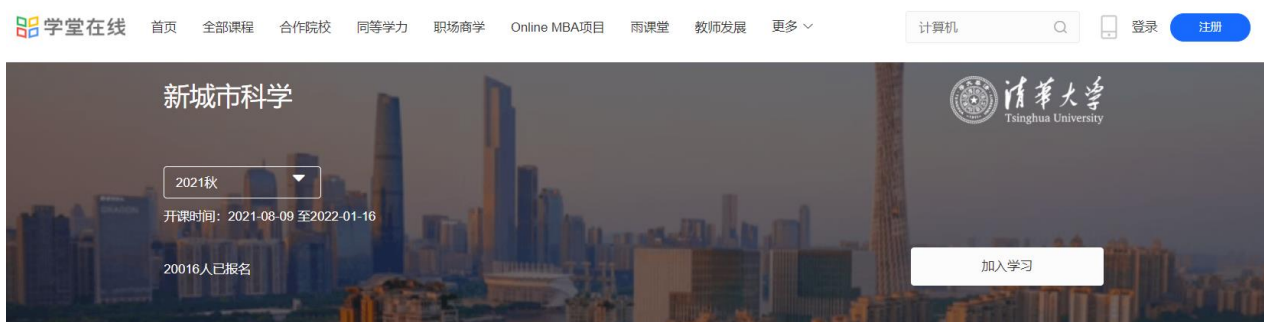 学堂在线 首页 全部课程 合作院校 同等学力 职场商学 Online MBA项目 雨课堂 教师发展 更多 计算机 登录 注册
新城市科学
清华大学
Tsinghua University
2021秋
开课时间：2021-08-09 至2022-01-16
20016人已报名
加入学习